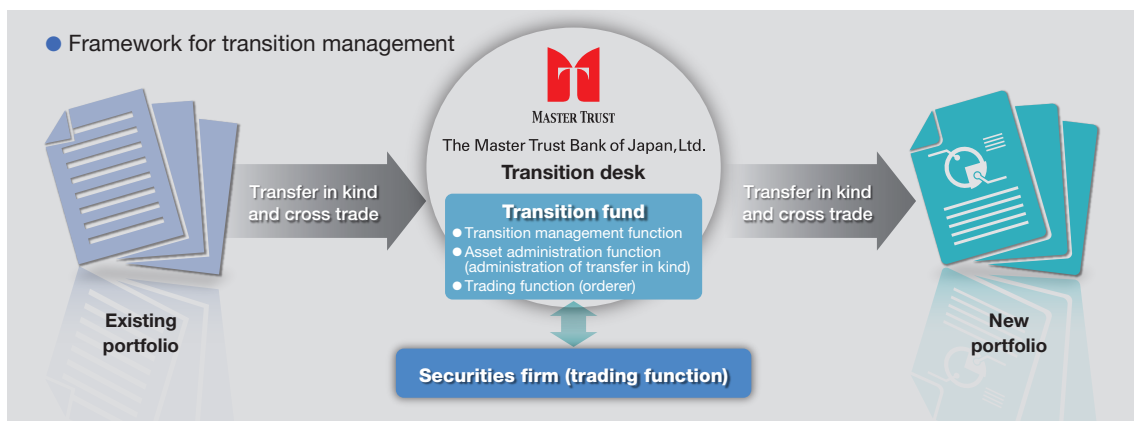 ● Framework for transition management
MASTER TRUST
The Master Trust Bank of Japan,Ltd.
Transition desk
Transfer in kind
and cross trade
Transition fund
● Transition management function
● Asset administration function
(administration of transfer in kind)
● Trading function (orderer)
Transfer in kind
and cross trade
Existing
portfolio
New
portfolio
Securities firm (trading function)